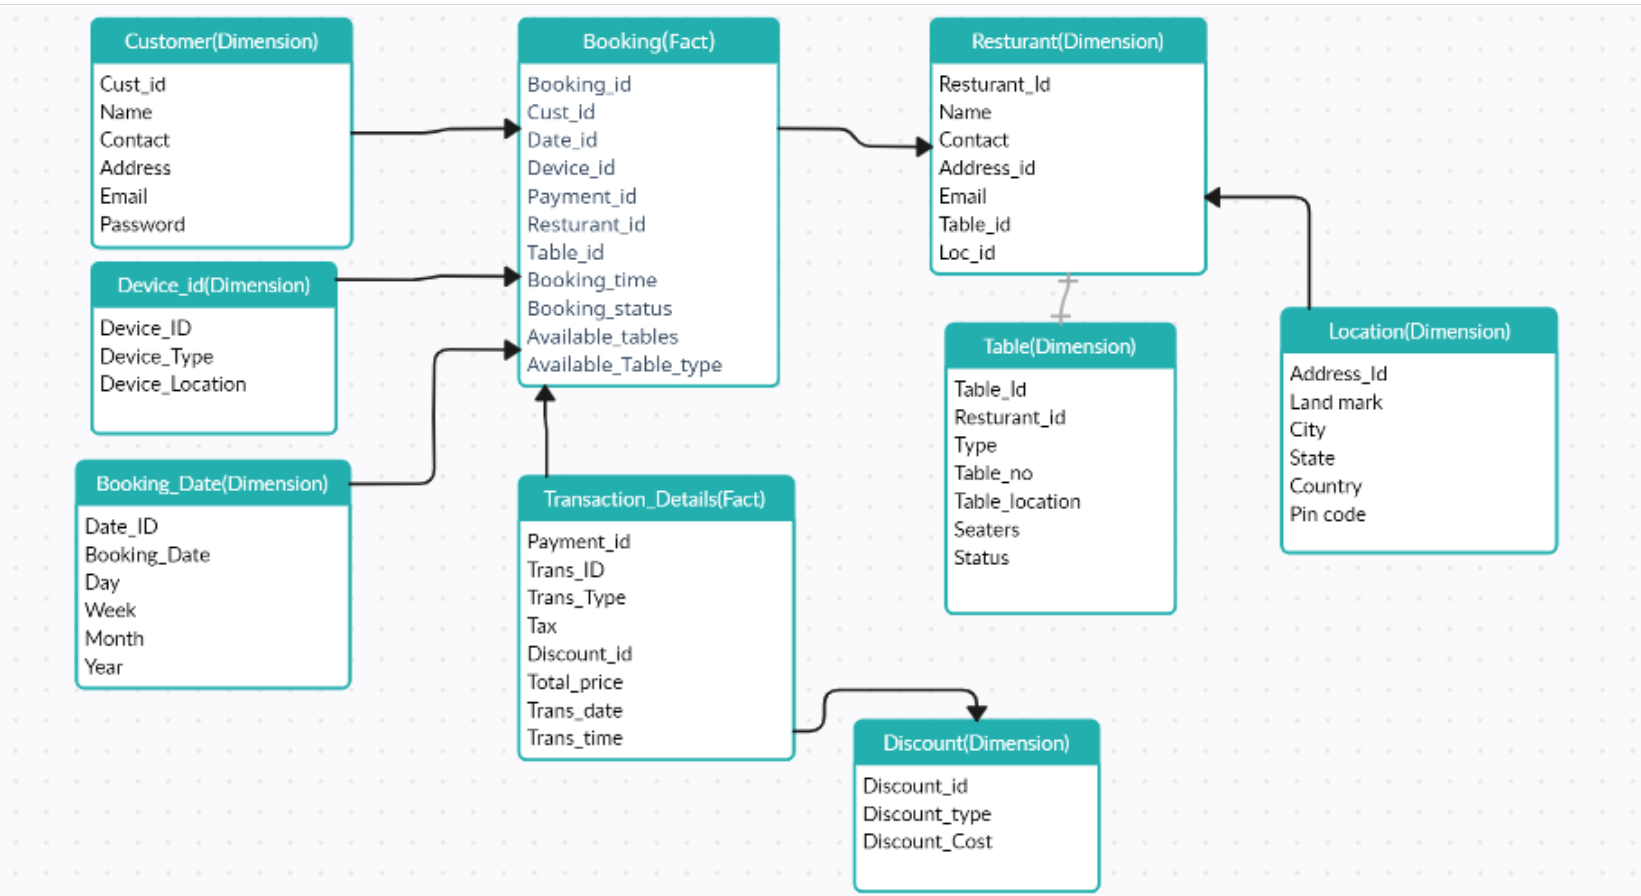 Customer(Dimension)
Cust_id
Name
Contact
Address
Email
Password
Device_id(Dimension)
Device_ID
Device_Type
Device_Location
Booking_Date(Dimension)
Date_ID
Booking_Date
Day
Week
Month
Year
Booking(Fact)
Booking_id
Cust_id
Date_id
Device_id
Payment_id
Resturant_id
Table_id
Booking_time
Booking_status
Available_tables
Available_Table_type
Transaction_Details(Fact)
Payment_id
Trans_ID
Trans_Type
Tax
Discount_id
Total_price
Trans_date
Trans_time
Resturant(Dimension)
Resturant_Id
Name
Contact
Address_id
Email
Table_id
Loc_id
Table(Dimension)
Table_Id
Resturant_id
Type
Table_no
Table_location
Seaters
Status
Location(Dimension)
Address_Id
Land mark
City
State
Country
Pin code
Discount(Dimension)
Discount_id
Discount_type
Discount_Cost